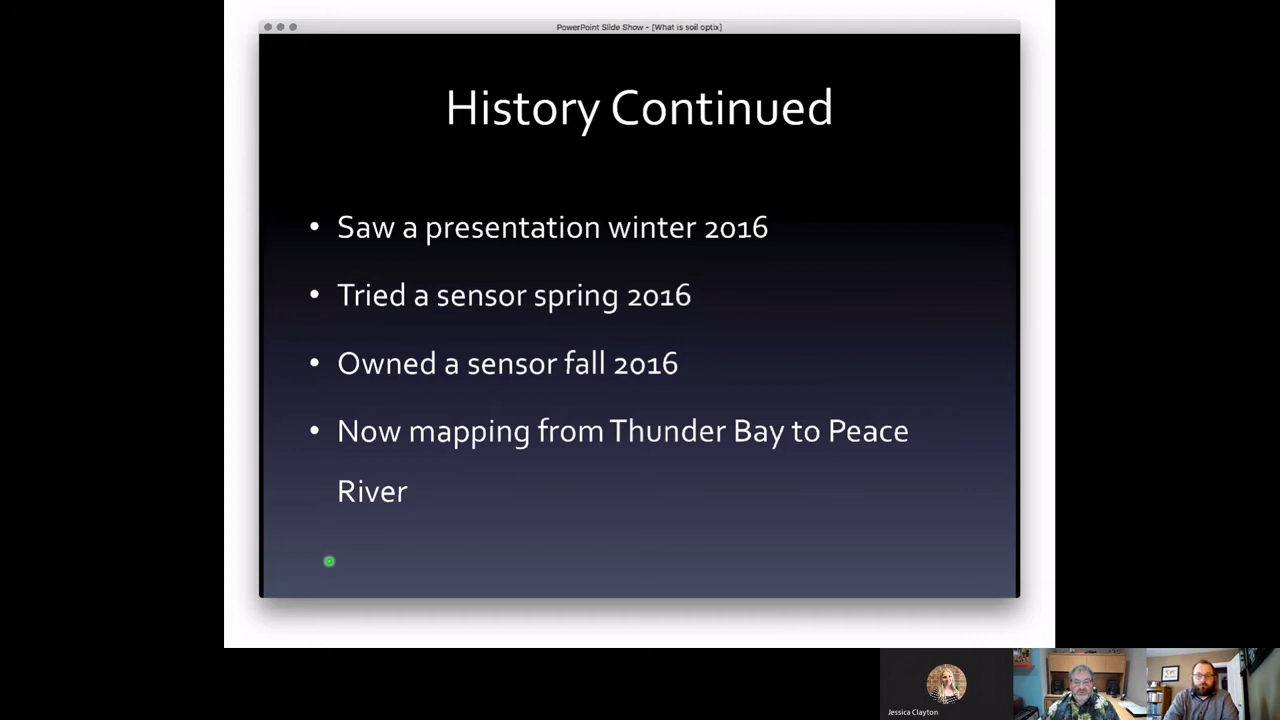 PowerPoint Slide Show - [What is soil optix]
History Continued
• Saw a presentation winter 2016
• Tried a sensor spring 2016
• Owned a sensor fall 2016
• Now mapping from Thunder Bay to Peace
River
Jessica Clayton